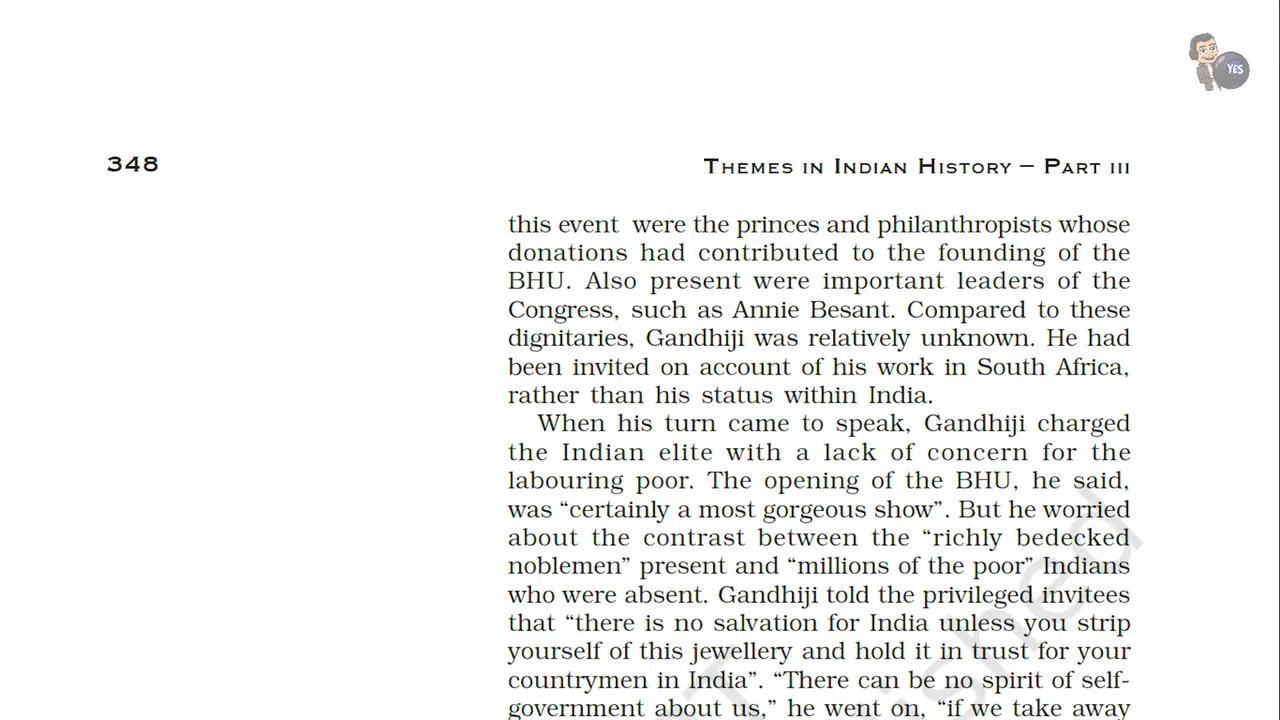 YES
348
THEMES IN INDIAN HISTORY – PART III
this event were the princes and philanthropists whose
donations had contributed to the founding of the
BHU. Also present were important leaders of the
Congress, such as Annie Besant. Compared to these
dignitaries, Gandhiji was relatively unknown. He had
been invited on account of his work in South Africa,
rather than his status within India.
When his turn came to speak, Gandhiji charged
the Indian elite with a lack of concern for the
labouring poor. The opening of the BHU, he said,
was “certainly a most gorgeous show”. But he worried
about the contrast between the “richly bedecked
noblemen” present and “millions of the poor” Indians
who were absent. Gandhiji told the privileged invitees
that “there is no salvation for India unless you strip
yourself of this jewellery and hold it in trust for your
countrymen in India”. “There can be no spirit of self-
government about us,” he went on, “if we take away